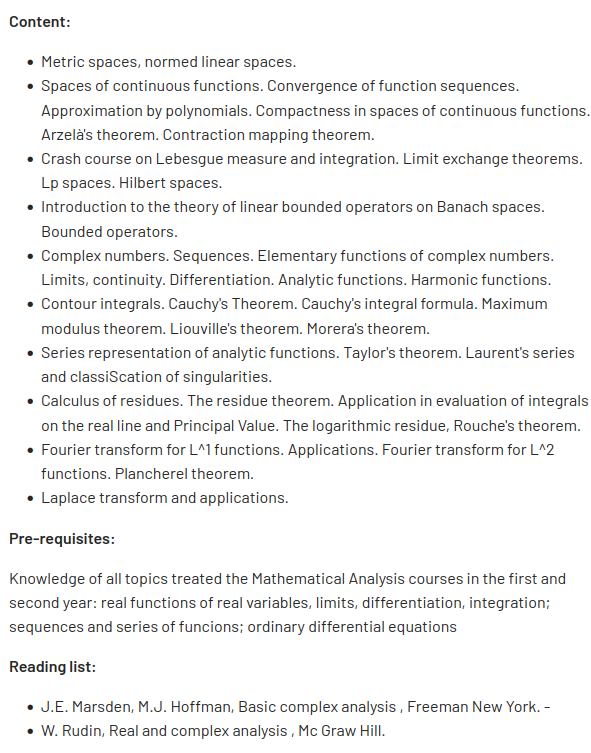 Content:
• Metric spaces, normed linear spaces.
• Spaces of continuous functions. Convergence of function sequences.
Approximation by polynomials. Compactness in spaces of continuous functions.
Arzelà's theorem. Contraction mapping theorem.
• Crash course on Lebesgue measure and integration. Limit exchange theorems.
Lp spaces. Hilbert spaces.
• Introduction to the theory of linear bounded operators on Banach spaces.
Bounded operators.
• Complex numbers. Sequences. Elementary functions of complex numbers.
Limits, continuity. Differentiation. Analytic functions. Harmonic functions.
• Contour integrals. Cauchy's Theorem. Cauchy's integral formula. Maximum
modulus theorem. Liouville's theorem. Morera's theorem.
• Series representation of analytic functions. Taylor's theorem. Laurent's series
and classiScation of singularities.
• Calculus of residues. The residue theorem. Application in evaluation of integrals
on the real line and Principal Value. The logarithmic residue, Rouche's theorem.
• Fourier transform for L^1 functions. Applications. Fourier transform for L^2
functions. Plancherel theorem.
• Laplace transform and applications.
Pre-requisites:
Knowledge of all topics treated the Mathematical Analysis courses in the first and
second year: real functions of real variables, limits, differentiation, integration;
sequences and series of funcions; ordinary differential equations
Reading list:
• J.E. Marsden, M.J. Hoffman, Basic complex analysis , Freeman New York. -
• W. Rudin, Real and complex analysis , Mc Graw Hill.